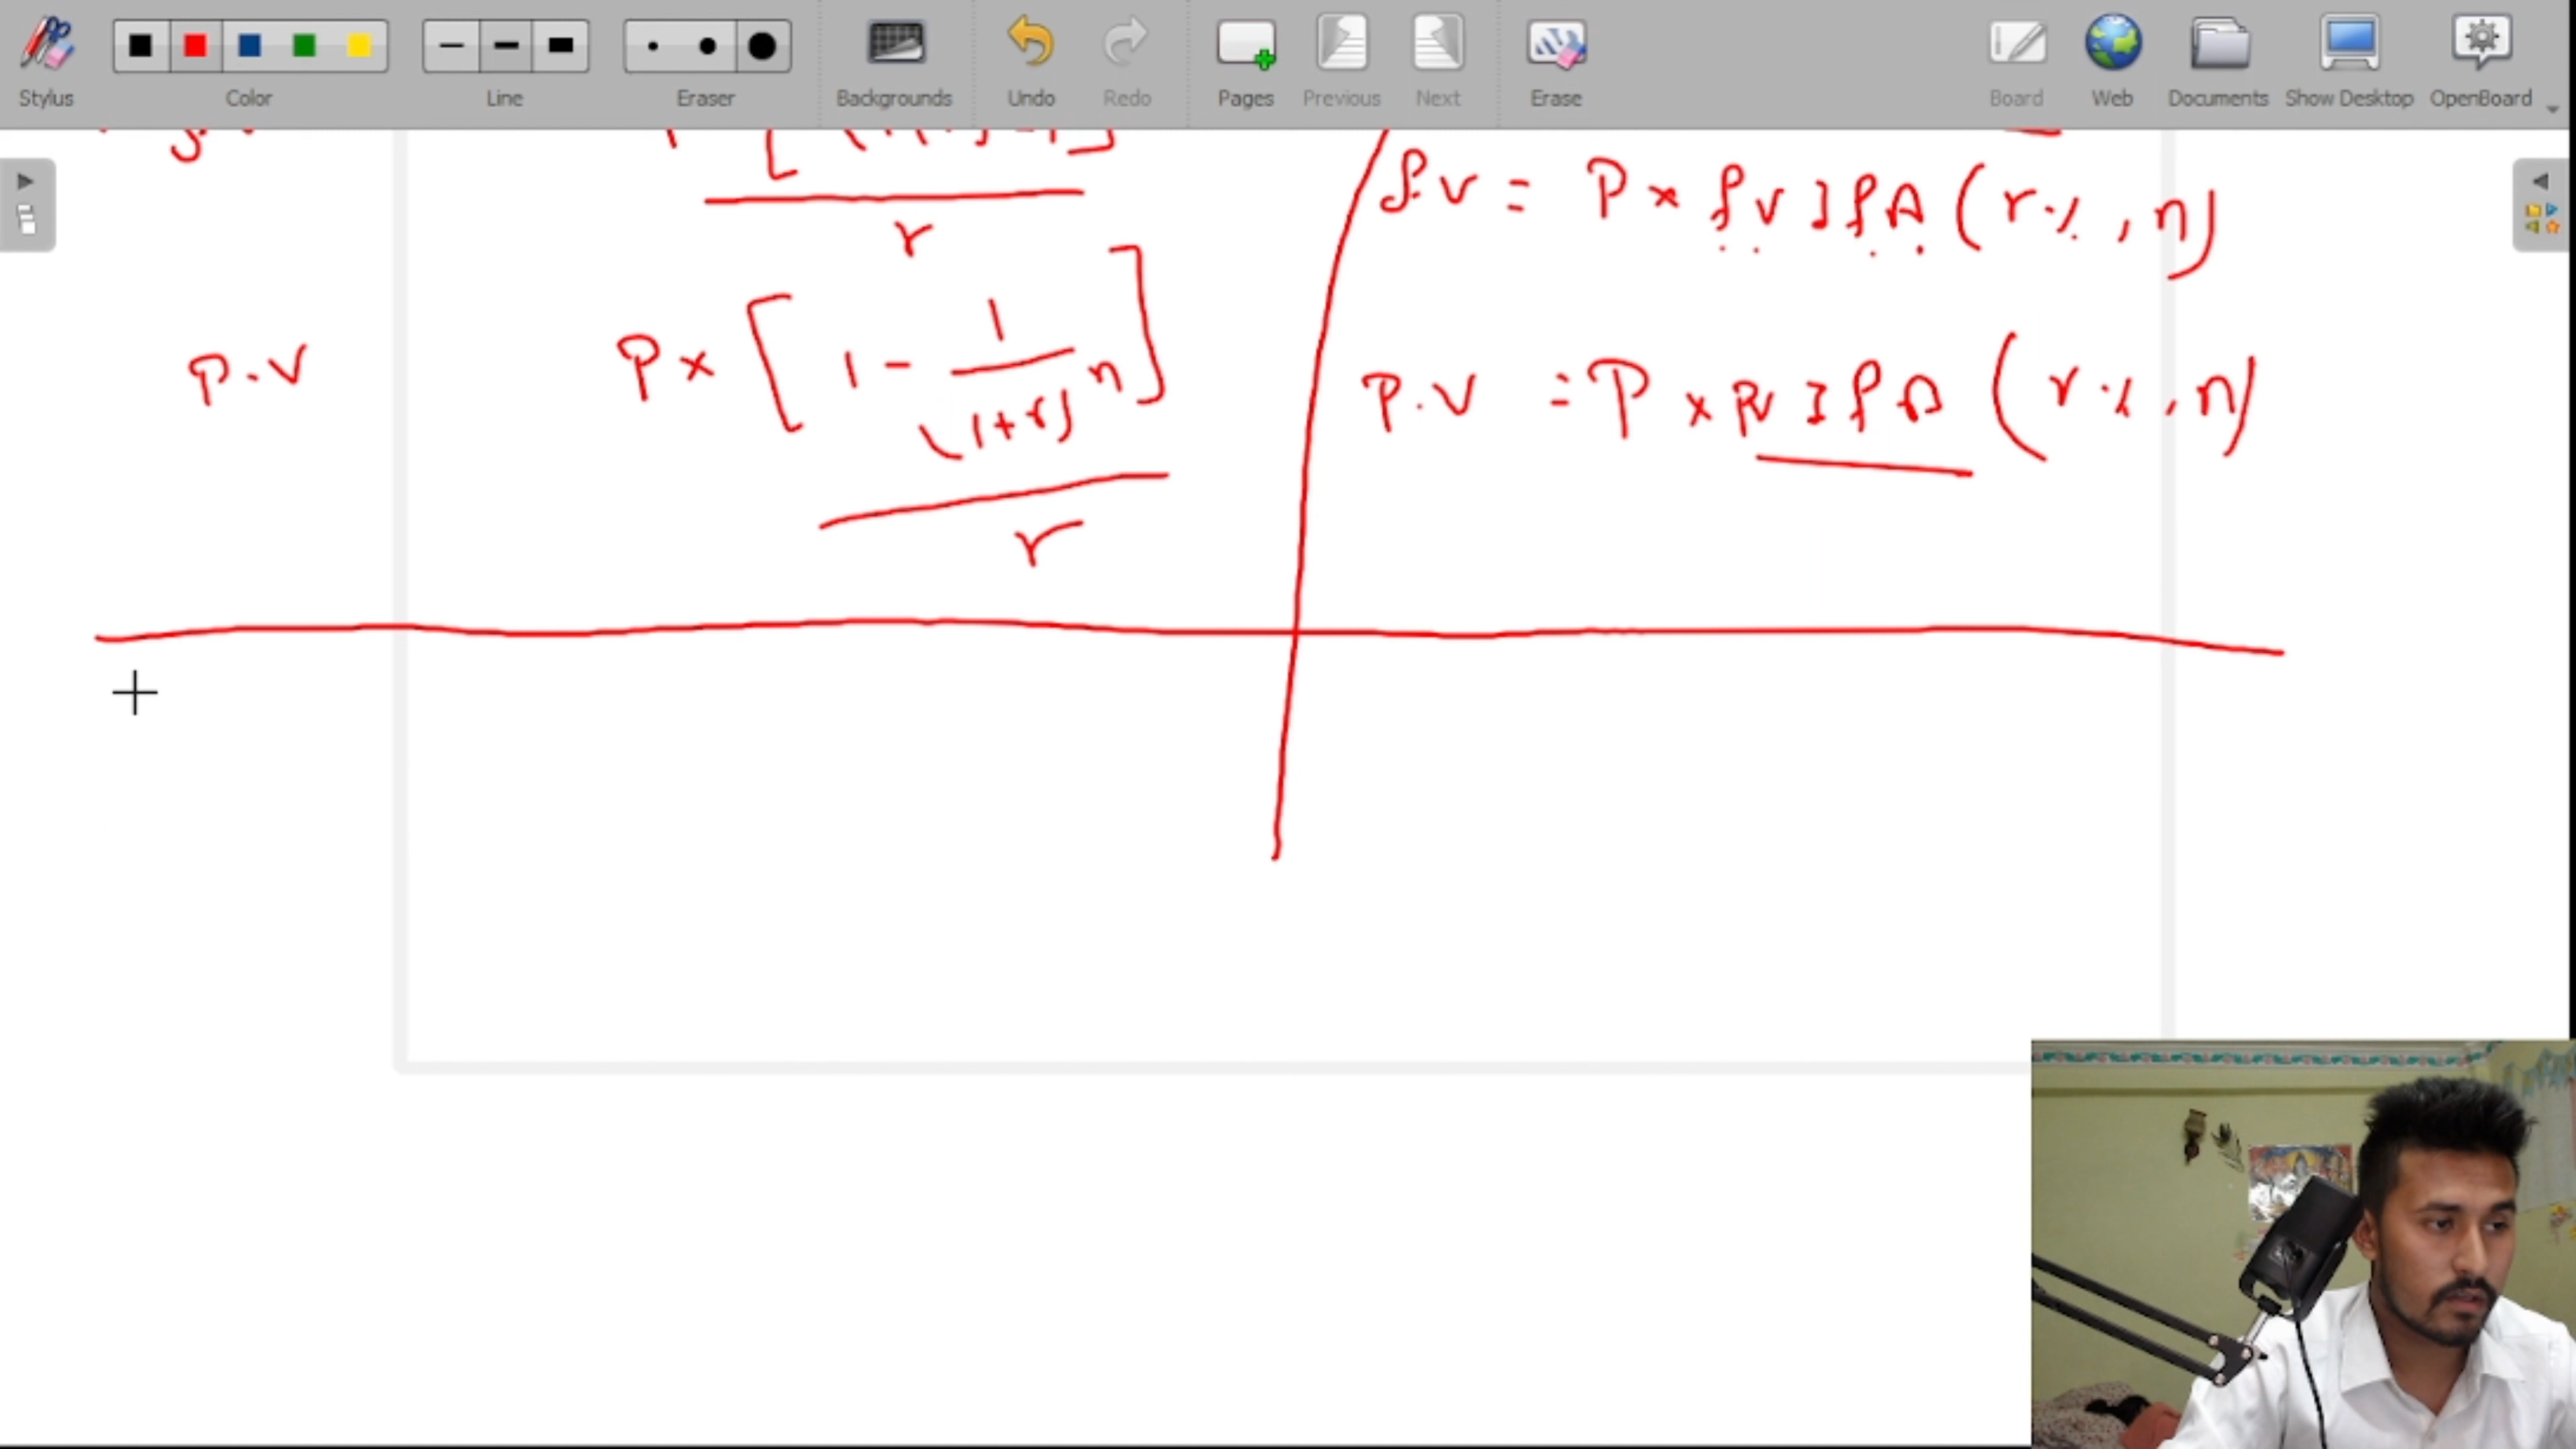 Stylus Color Line Eraser Backgrounds Undo Redo Pages Previous Next Erase Board Web Documents Show Desktop OpenBoard
r
f.v = P × fvIfA (r%, n)
P.V P × [1 - 1/(1+r)n] / r
P.V = P × PVIfA (r%, n)